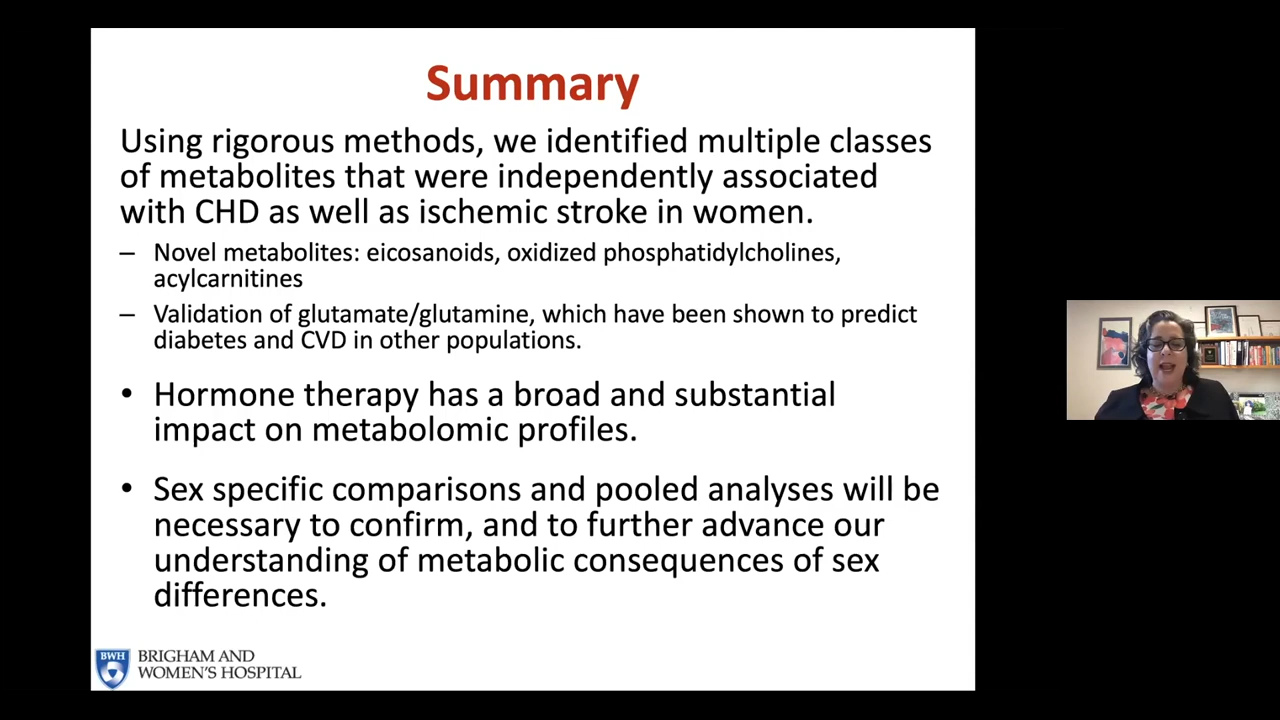 Summary
Using rigorous methods, we identified multiple classes
of metabolites that were independently associated
with CHD as well as ischemic stroke in women.
– Novel metabolites: eicosanoids, oxidized phosphatidylcholines,
acylcarnitines
– Validation of glutamate/glutamine, which have been shown to predict
diabetes and CVD in other populations.
• Hormone therapy has a broad and substantial
impact on metabolomic profiles.
• Sex specific comparisons and pooled analyses will be
necessary to confirm, and to further advance our
understanding of metabolic consequences of sex
differences.
BWH
BRIGHAM AND
WOMEN'S HOSPITAL